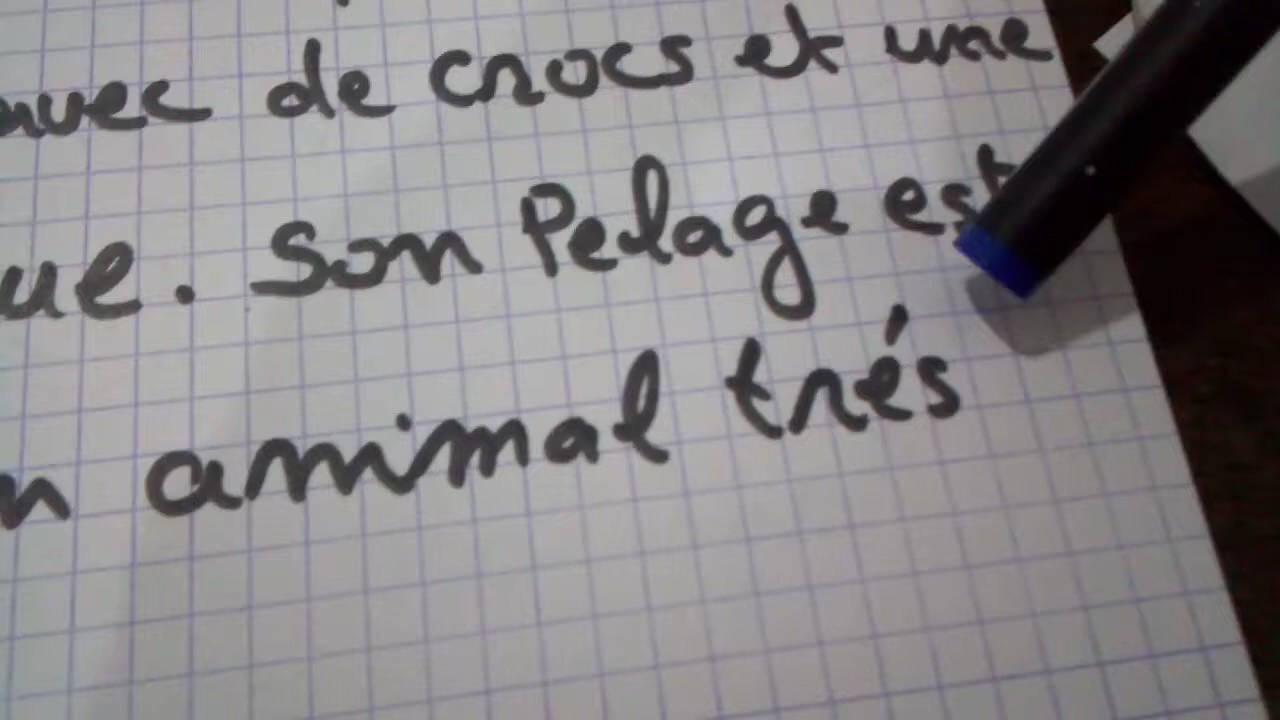 avec de crocs et une
ue. Son Pelage est
n animal trés